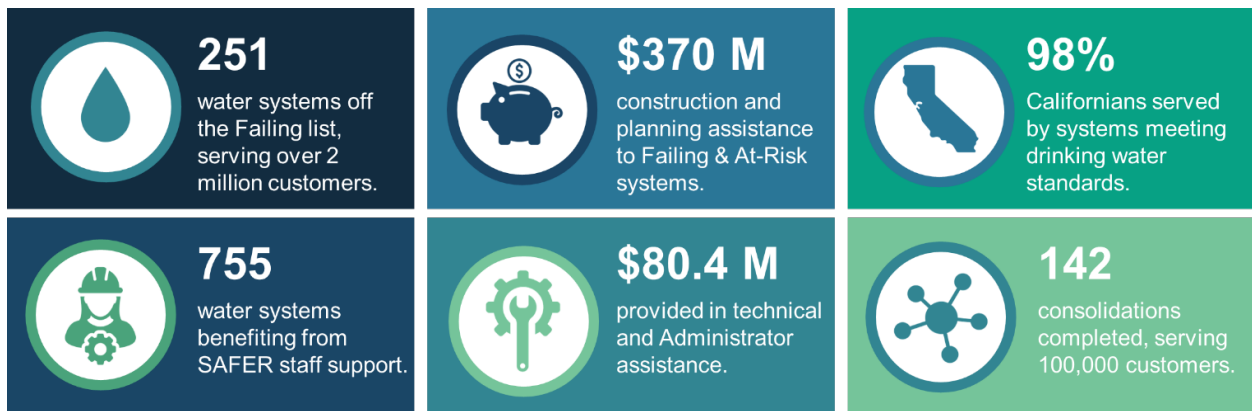 251
water systems off
the Failing list,
serving over 2
million customers.
$
$370 M
construction and
planning assistance
to Failing & At-Risk
systems.
98%
Californians served
by systems meeting
drinking water
standards.
755
water systems
benefiting from
SAFER staff support.
$80.4 M
provided in technical
and Administrator
assistance.
142
consolidations
completed, serving
100,000 customers.